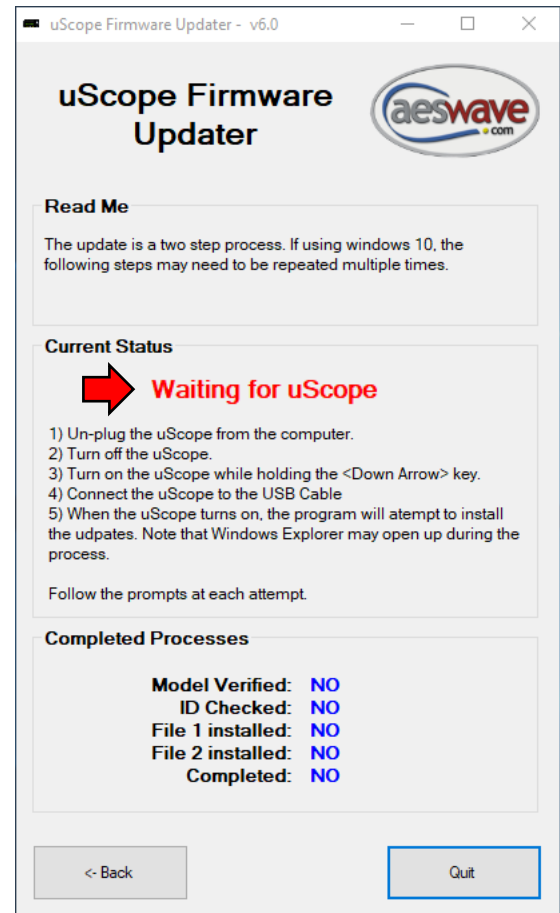 uScope Firmware Updater - v6.0
uScope Firmware
Updater
aeswave
.com
Read Me
The update is a two step process. If using windows 10, the
following steps may need to be repeated multiple times.
Current Status
Waiting for uScope
1) Un-plug the uScope from the computer.
2) Turn off the uScope.
3) Turn on the uScope while holding the <Down Arrow> key.
4) Connect the uScope to the USB Cable
5) When the uScope turns on, the program will atempt to install
the udpates. Note that Windows Explorer may open up during the
process.
Follow the prompts at each attempt.
Completed Processes
Model Verified: NO
ID Checked: NO
File 1 installed: NO
File 2 installed: NO
Completed: NO
<- Back
Quit